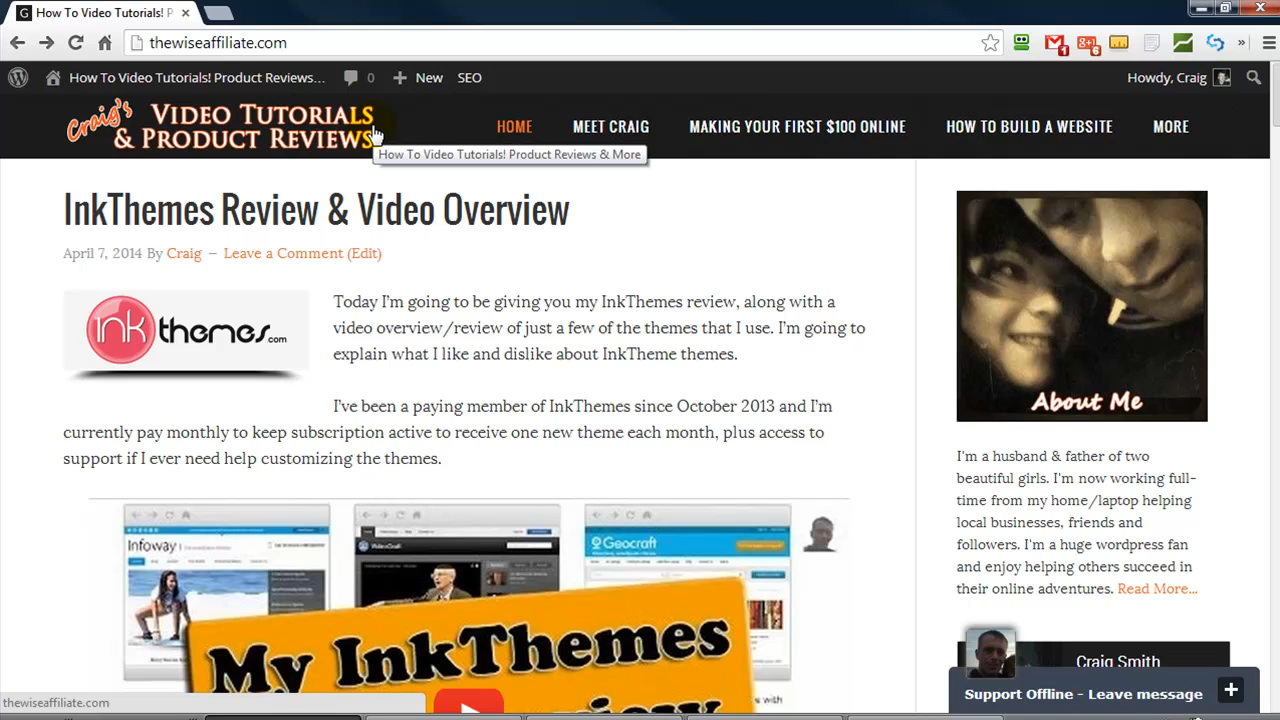 How To Video Tutorials! P
thewiseaffiliate.com
1
6
»
How To Video Tutorials! Product Reviews...
0
New
SEO
Howdy, Craig
Craig's
VIDEO TUTORIALS
& PRODUCT REVIEWS
HOME
MEET CRAIG
MAKING YOUR FIRST $100 ONLINE
HOW TO BUILD A WEBSITE
MORE
How To Video Tutorials! Product Reviews & More
InkThemes Review & Video Overview
April 7, 2014 By Craig — Leave a Comment (Edit)
ink themes.com
Today I'm going to be giving you my InkThemes review, along with a
video overview/review of just a few of the themes that I use. I'm going to
explain what I like and dislike about InkTheme themes.
I've been a paying member of InkThemes since October 2013 and I'm
currently pay monthly to keep subscription active to receive one new theme each month, plus access to
support if I ever need help customizing the themes.
Infoway
VideoCraft
Geocraft
My InkThemes
About Me
I'm a husband & father of two
beautiful girls. I'm now working full-
time from my home/laptop helping
local businesses, friends and
followers. I'm a huge wordpress fan
and enjoy helping others succeed in
their online adventures. Read More...
Craig Smith
Support Offline - Leave message
thewiseaffiliate.com